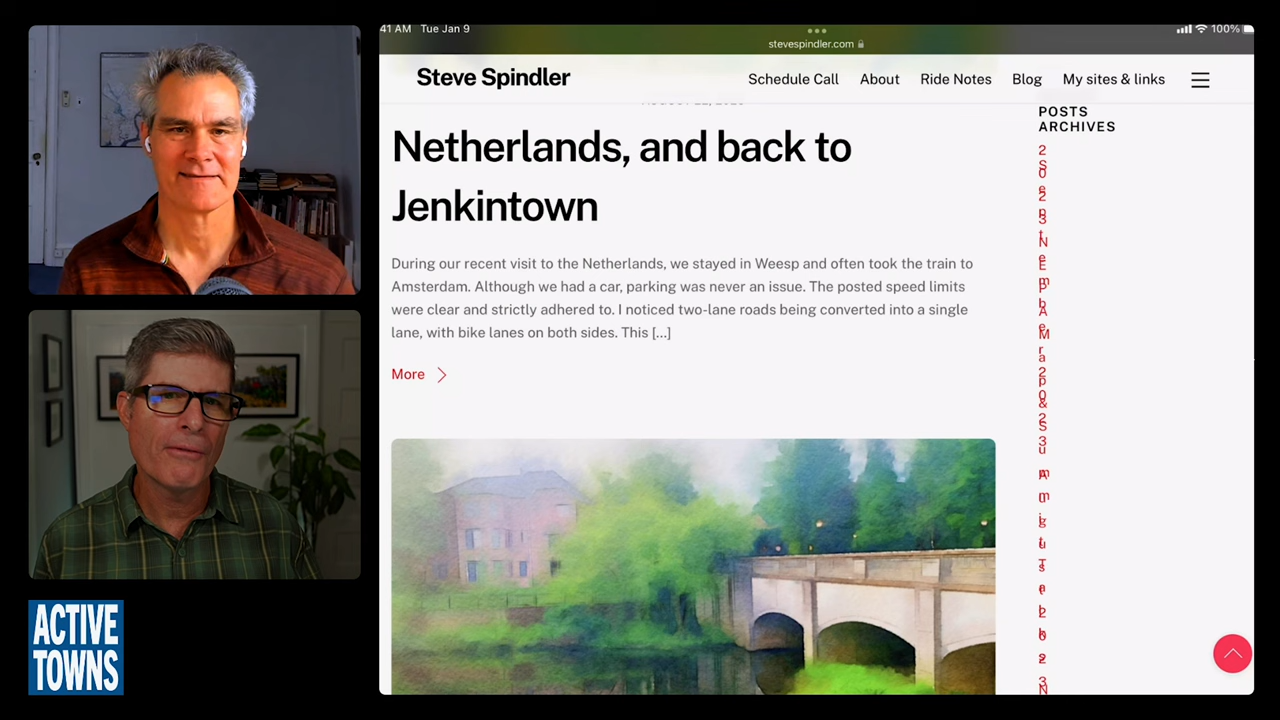 41 AM Tue Jan 9
100%
stevespindler.com
Steve Spindler
Schedule Call About Ride Notes Blog My sites & links
POSTS
ARCHIVES
Netherlands, and back to
Jenkintown
During our recent visit to the Netherlands, we stayed in Weesp and often took the train to
Amsterdam. Although we had a car, parking was never an issue. The posted speed limits
were clear and strictly adhered to. I noticed two-lane roads being converted into a single
lane, with bike lanes on both sides. This [...]
More
ACTIVE
TOWNS